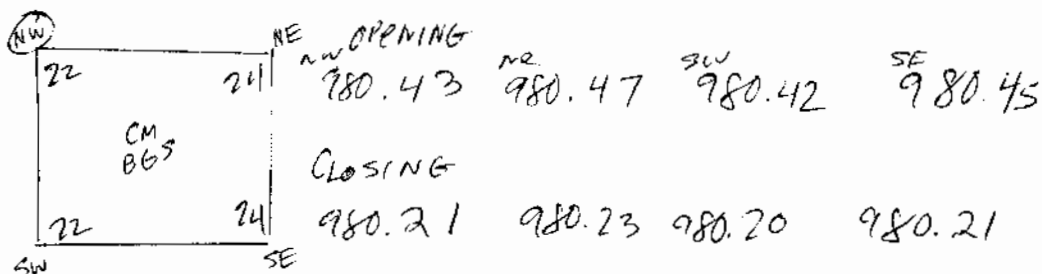 NW NE OPENING
NW NE SW SE
22 24 980.43 980.47 980.42 980.45
CM
BGS
CLOSING
22 24 980.21 980.23 980.20 980.21
SW SE